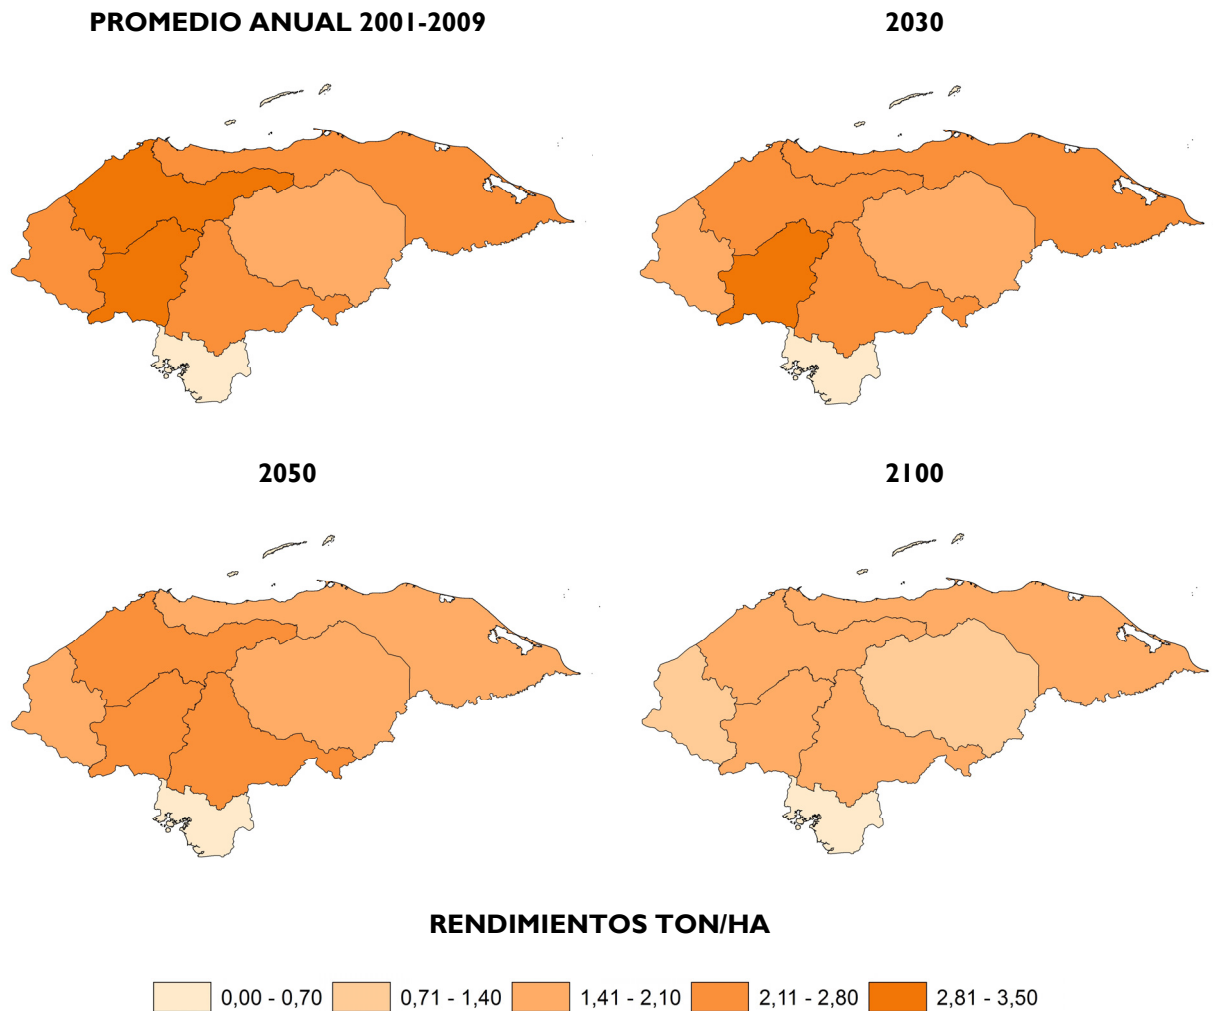 PROMEDIO ANUAL 2001-2009
2030
2050
2100
RENDIMIENTOS TON/HA
0,00 - 0,70
0,71 - 1,40
1,41 - 2,10
2,11 - 2,80
2,81 - 3,50